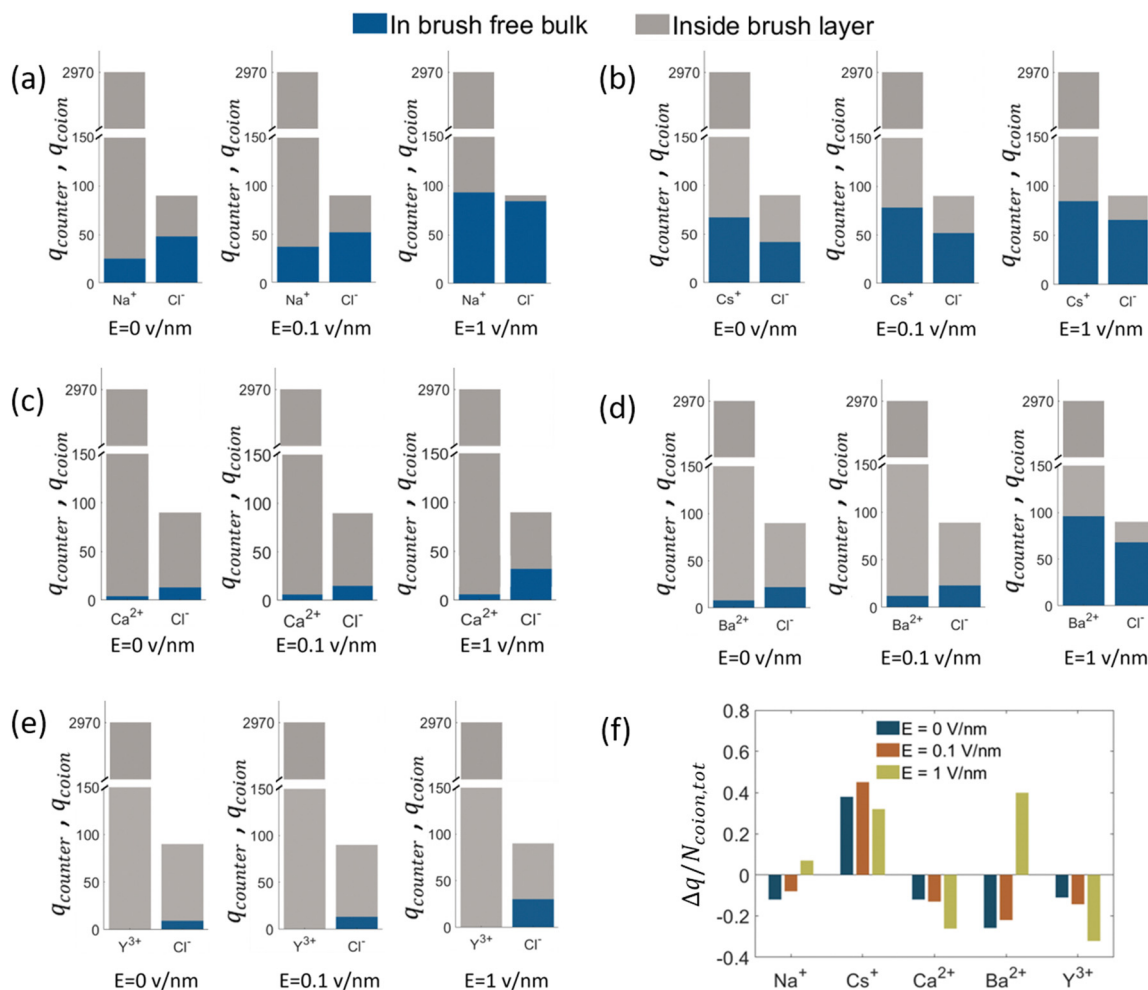 In brush free bulk
Inside brush layer
(a)
q_counter , q_coion
2970
150
100
50
0
Na+
Cl-
E=0 v/nm
q_counter , q_coion
2970
150
100
50
0
Na+
Cl-
E=0.1 v/nm
q_counter , q_coion
2970
150
100
50
0
Na+
Cl-
E=1 v/nm
(b)
q_counter , q_coion
2970
150
100
50
0
Cs+
Cl-
E=0 v/nm
q_counter , q_coion
2970
150
100
50
0
Cs+
Cl-
E=0.1 v/nm
q_counter , q_coion
2970
150
100
50
0
Cs+
Cl-
E=1 v/nm
(c)
q_counter , q_coion
2970
150
100
50
0
Ca2+
Cl-
E=0 v/nm
q_counter , q_coion
2970
150
100
50
0
Ca2+
Cl-
E=0.1 v/nm
q_counter , q_coion
2970
150
100
50
0
Ca2+
Cl-
E=1 v/nm
(d)
q_counter , q_coion
2970
150
100
50
0
Ba2+
Cl-
E=0 v/nm
q_counter , q_coion
2970
150
100
50
0
Ba2+
Cl-
E=0.1 v/nm
q_counter , q_coion
2970
150
100
50
0
Ba2+
Cl-
E=1 v/nm
(e)
q_counter , q_coion
2970
150
100
50
0
Y3+
Cl-
E=0 v/nm
q_counter , q_coion
2970
150
100
50
0
Y3+
Cl-
E=0.1 v/nm
q_counter , q_coion
2970
150
100
50
0
Y3+
Cl-
E=1 v/nm
(f)
Δq/N_coion,tot
0.8
0.6
0.4
0.2
0
-0.2
-0.4
E = 0 V/nm
E = 0.1 V/nm
E = 1 V/nm
Na+
Cs+
Ca2+
Ba2+
Y3+